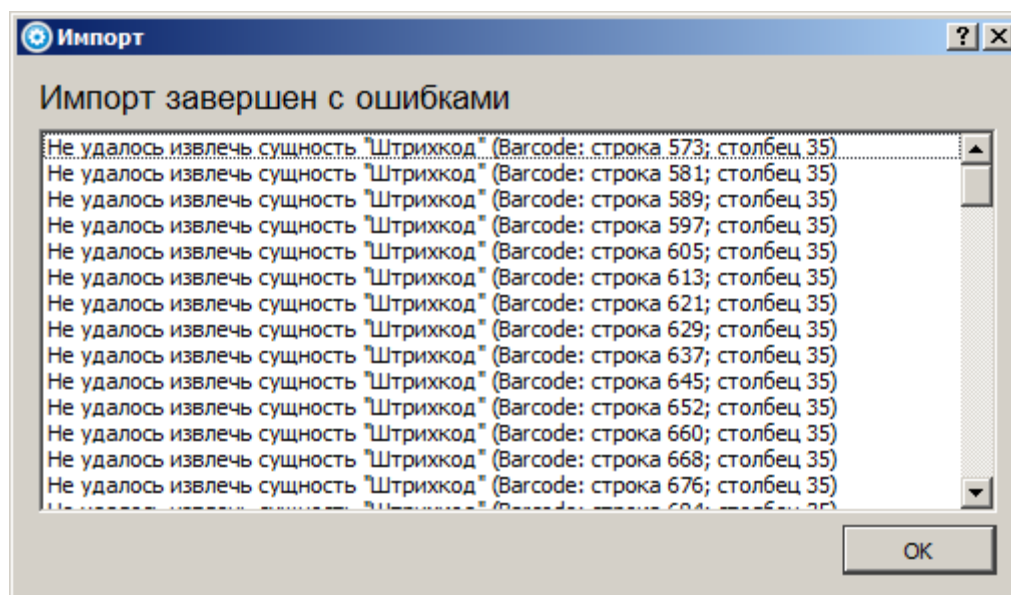 Импорт
Импорт завершен с ошибками
Не удалось извлечь сущность "Штрихкод" (Barcode: строка 573; столбец 35)
Не удалось извлечь сущность "Штрихкод" (Barcode: строка 581; столбец 35)
Не удалось извлечь сущность "Штрихкод" (Barcode: строка 589; столбец 35)
Не удалось извлечь сущность "Штрихкод" (Barcode: строка 597; столбец 35)
Не удалось извлечь сущность "Штрихкод" (Barcode: строка 605; столбец 35)
Не удалось извлечь сущность "Штрихкод" (Barcode: строка 613; столбец 35)
Не удалось извлечь сущность "Штрихкод" (Barcode: строка 621; столбец 35)
Не удалось извлечь сущность "Штрихкод" (Barcode: строка 629; столбец 35)
Не удалось извлечь сущность "Штрихкод" (Barcode: строка 637; столбец 35)
Не удалось извлечь сущность "Штрихкод" (Barcode: строка 645; столбец 35)
Не удалось извлечь сущность "Штрихкод" (Barcode: строка 652; столбец 35)
Не удалось извлечь сущность "Штрихкод" (Barcode: строка 660; столбец 35)
Не удалось извлечь сущность "Штрихкод" (Barcode: строка 668; столбец 35)
Не удалось извлечь сущность "Штрихкод" (Barcode: строка 676; столбец 35)
OK